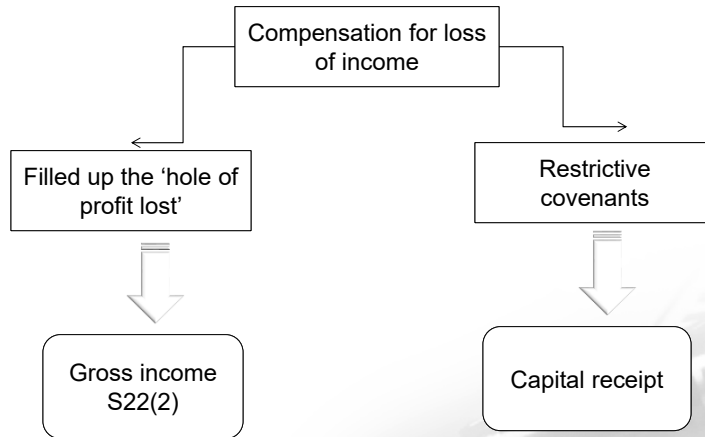 Compensation for loss
of income
Filled up the ‘hole of
profit lost’
Restrictive
covenants
Gross income
S22(2)
Capital receipt